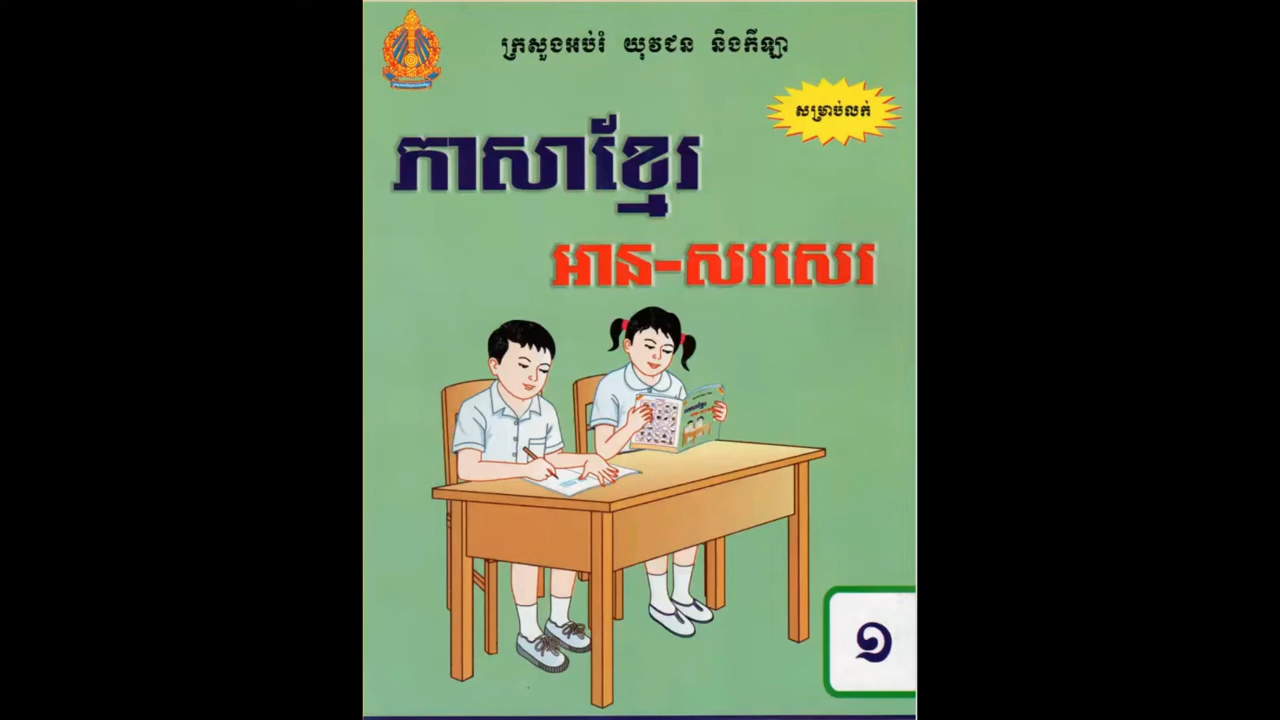 ក្រសួងអប់រំ យុវជន និងកីឡា
សម្រាប់លក់
ភាសាខ្មែរ
អាន-សរសេរ
១